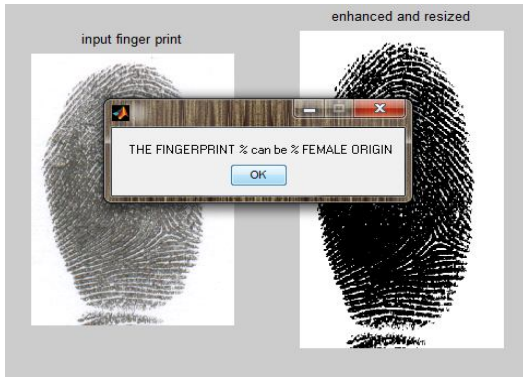 input finger print
enhanced and resized
THE FINGERPRINT % can be % FEMALE ORIGIN
OK